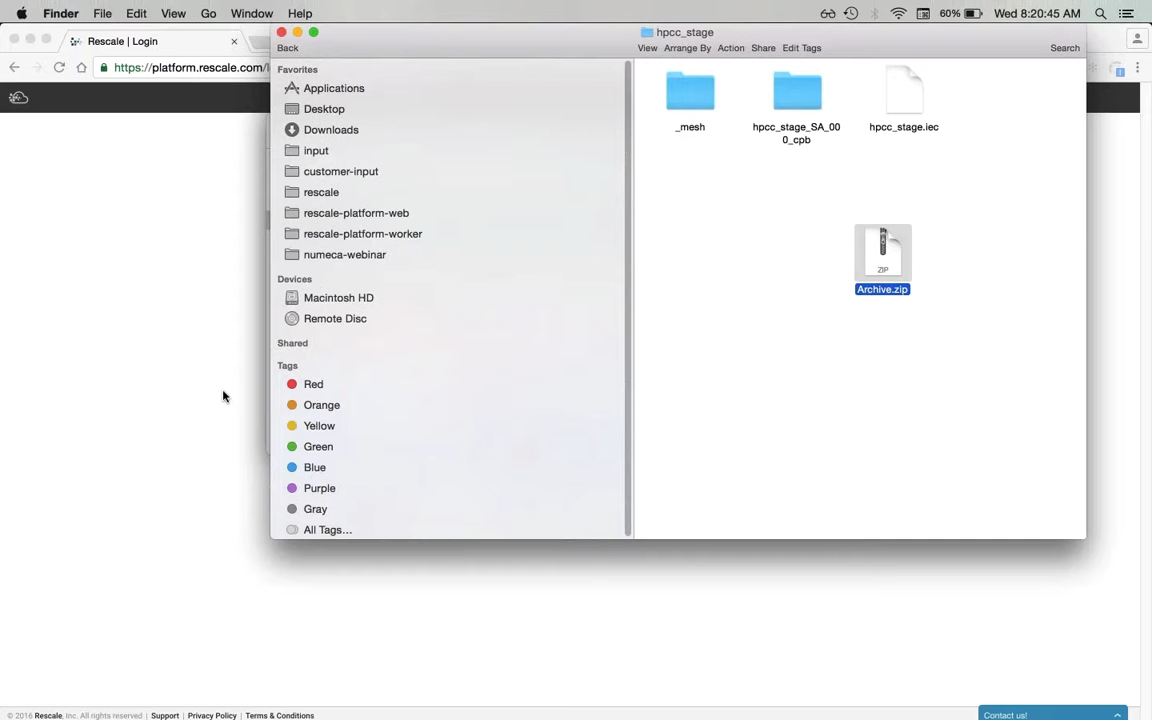 Finder File Edit View Go Window Help 60% Wed 8:20:45 AM
Rescale | Login
https://platform.rescale.com/l
hpcc_stage
Back View Arrange By Action Share Edit Tags Search
Favorites
Applications
Desktop
Downloads
input
customer-input
rescale
rescale-platform-web
rescale-platform-worker
numeca-webinar
Devices
Macintosh HD
Remote Disc
Shared
Tags
Red
Orange
Yellow
Green
Blue
Purple
Gray
All Tags...
_mesh
hpcc_stage_SA_00
0_cpb
hpcc_stage.iec
ZIP
Archive.zip
© 2016 Rescale, Inc. All rights reserved | Support | Privacy Policy | Terms & Conditions
Contact us!